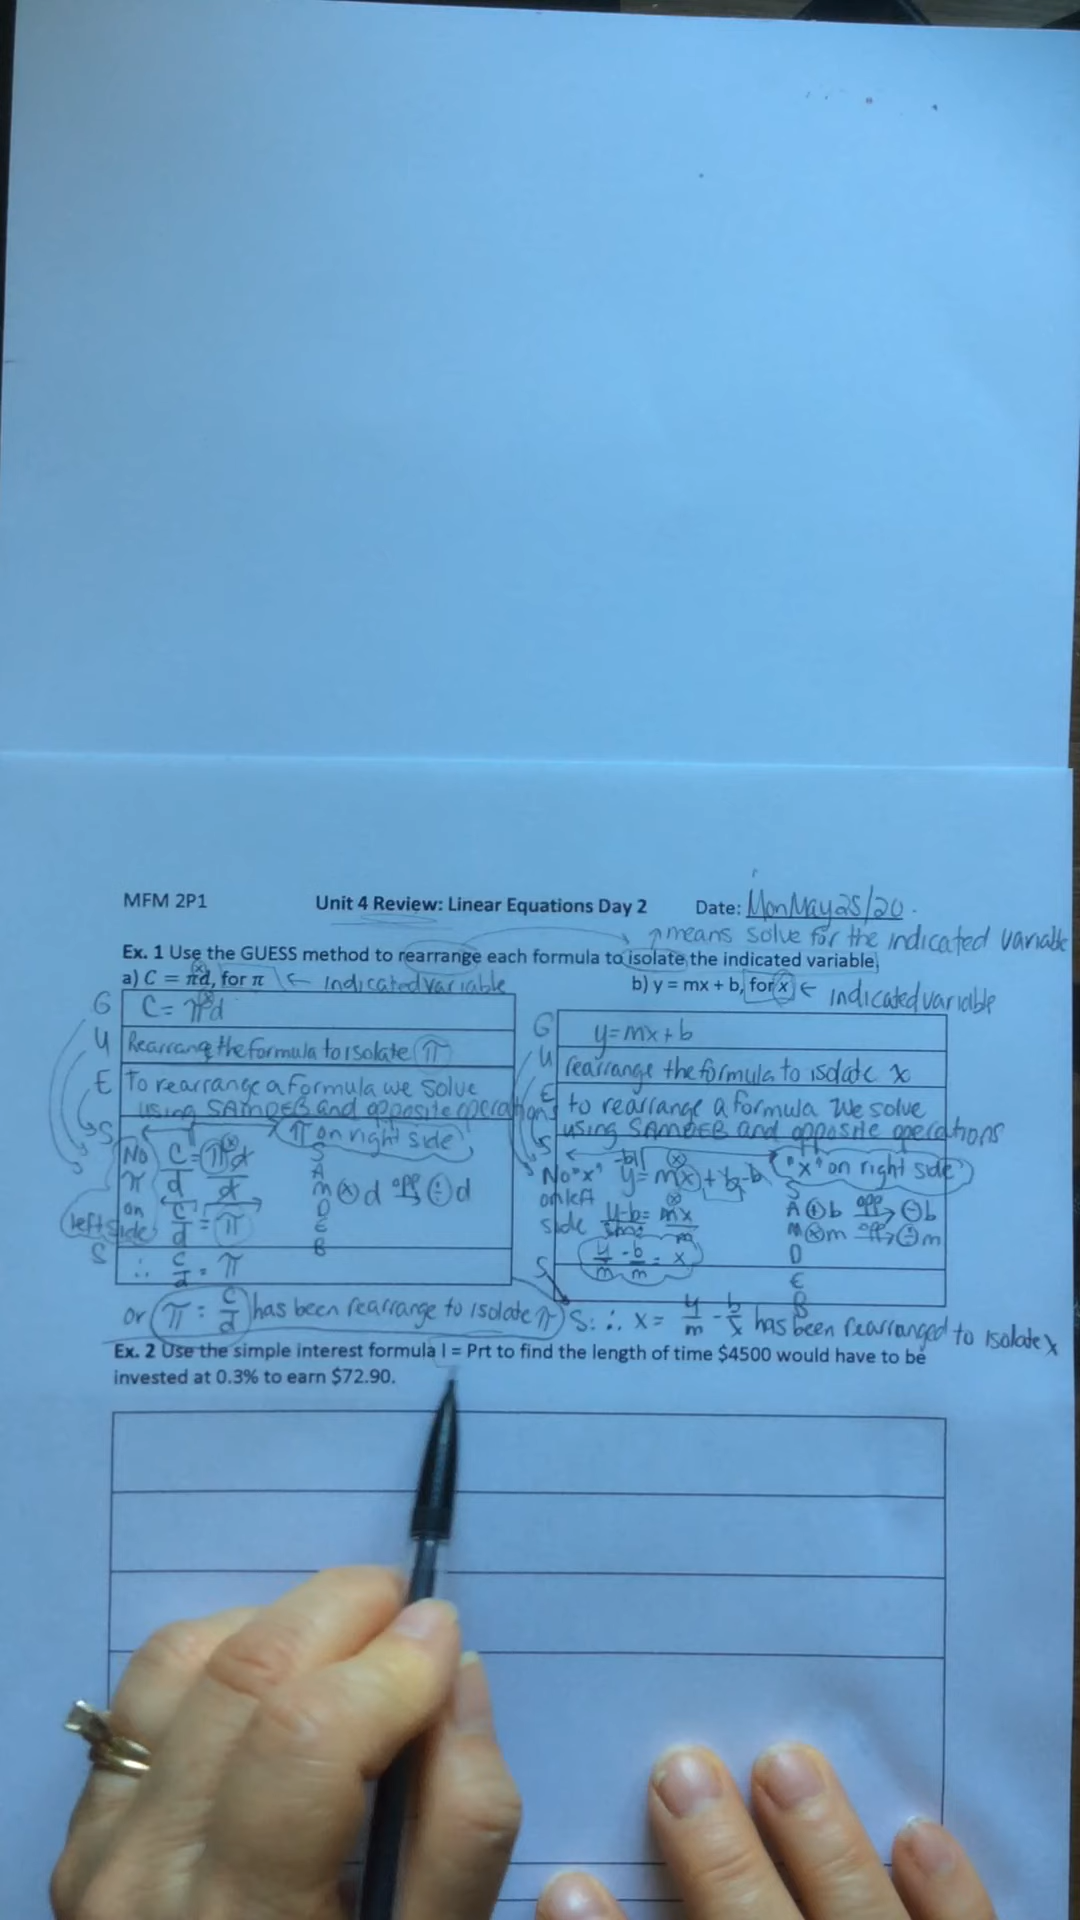 MFM 2P1 Unit 4 Review: Linear Equations Day 2 Date: Mon May 25/20.
↑ means solve for the indicated variable
Ex. 1 Use the GUESS method to rearrange each formula to isolate the indicated variable.
a) C = πd, for π ← indicated variable
G C = πd
U Rearrange the formula to isolate π
E To rearrange a formula we solve
using SAMDEB and opposite operations
S π on right side
No π on left side
C = πd
d d
C/d = π
S
A
M ⊗ d opp ÷ d
D
E
B
S ∴ C/d = π
or π = C/d has been rearrange to isolate π
b) y = mx + b, for x ← indicated variable
G y = mx + b
U rearrange the formula to isolate x
E to rearrange a formula we solve
using SAMDEB and opposite operations
S "x" on right side
No "x" on left side
-b y = mx + b -b
y-b = mx
m
y/m - b/m = x
S
A + b opp → - b
M ⊗ m opp → ÷ m
D
E
B
S: ∴ x = y/m - b/x has been rearranged to isolate x
Ex. 2 Use the simple interest formula I = Prt to find the length of time $4500 would have to be
invested at 0.3% to earn $72.90.